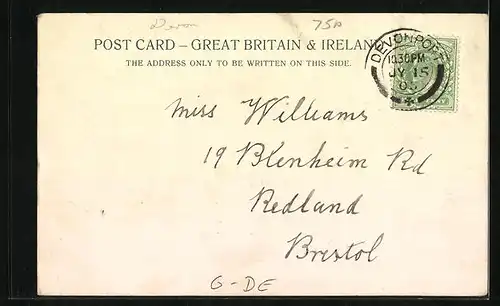 Devon
75p
POST CARD – GREAT BRITAIN & IRELAND
THE ADDRESS ONLY TO BE WRITTEN ON THIS SIDE.
DEVONPORT
10.30PM
JY 15
Miss Williams
19 Blenheim Rd
Redland
Bristol
G-DE